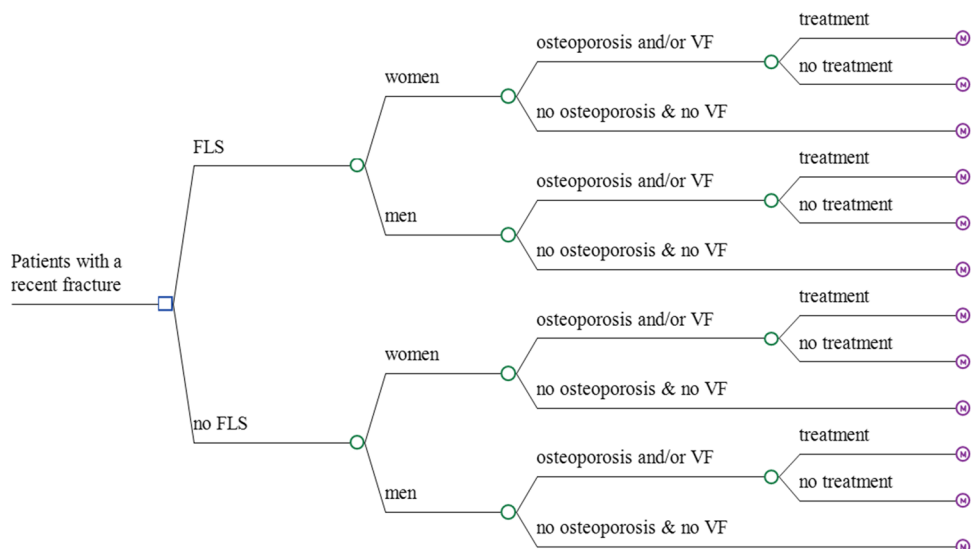 Patients with a
recent fracture
FLS
women
osteoporosis and/or VF
treatment
M
no treatment
M
no osteoporosis & no VF
M
men
osteoporosis and/or VF
treatment
M
no treatment
M
no osteoporosis & no VF
M
no FLS
women
osteoporosis and/or VF
treatment
M
no treatment
M
no osteoporosis & no VF
M
men
osteoporosis and/or VF
treatment
M
no treatment
M
no osteoporosis & no VF
M